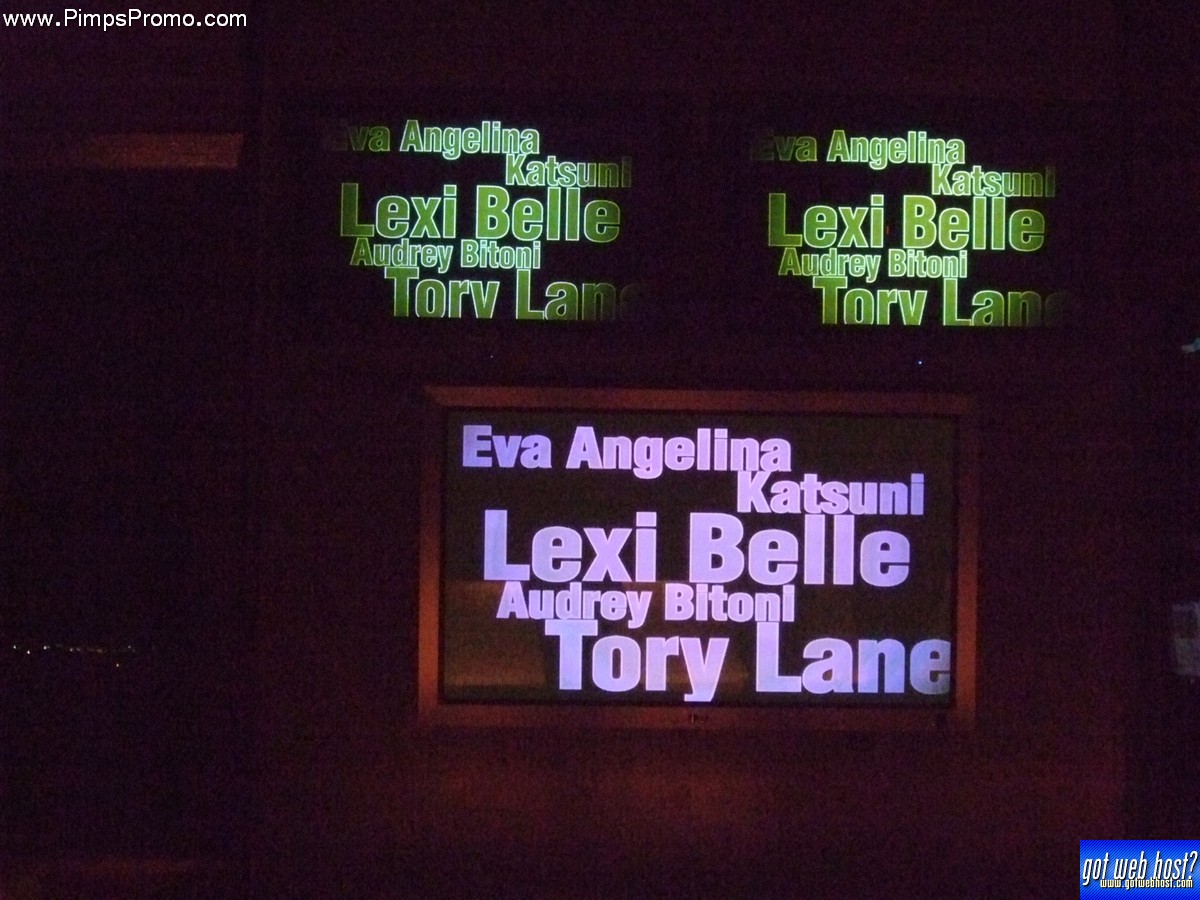 www.PimpsPromo.com
Eva Angelina
Katsuni
Lexi Belle
Audrey Bitoni
Tory Lane
Eva Angelina
Katsuni
Lexi Belle
Audrey Bitoni
Tory Lane
Eva Angelina
Katsuni
Lexi Belle
Audrey Bitoni
Tory Lane
got web host?
www.gotwebhost.com